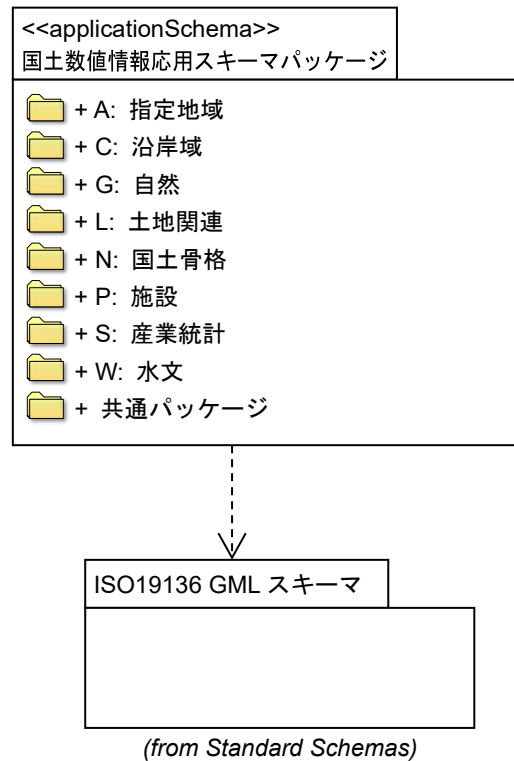 <<applicationSchema>>
国土数値情報応用スキーマパッケージ
+ A: 指定地域
+ C: 沿岸域
+ G: 自然
+ L: 土地関連
+ N: 国土骨格
+ P: 施設
+ S: 産業統計
+ W: 水文
+ 共通パッケージ
ISO19136 GML スキーマ
(from Standard Schemas)